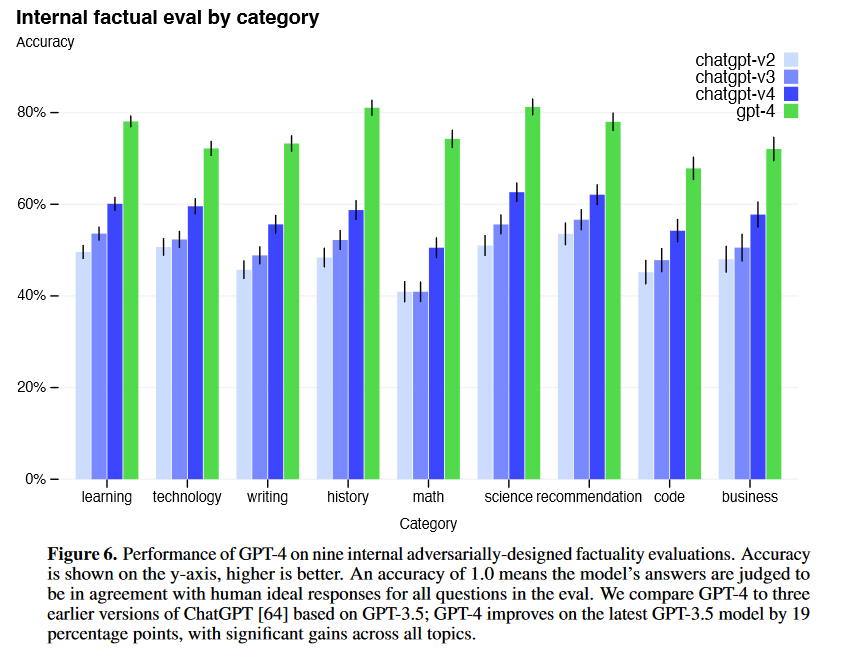 Internal factual eval by category
Accuracy
chatgpt-v2
chatgpt-v3
chatgpt-v4
gpt-4
80%
60%
40%
20%
0%
learning technology writing history math science recommendation code business
Category
Figure 6. Performance of GPT-4 on nine internal adversarially-designed factuality evaluations. Accuracy
is shown on the y-axis, higher is better. An accuracy of 1.0 means the model's answers are judged to
be in agreement with human ideal responses for all questions in the eval. We compare GPT-4 to three
earlier versions of ChatGPT [64] based on GPT-3.5; GPT-4 improves on the latest GPT-3.5 model by 19
percentage points, with significant gains across all topics.